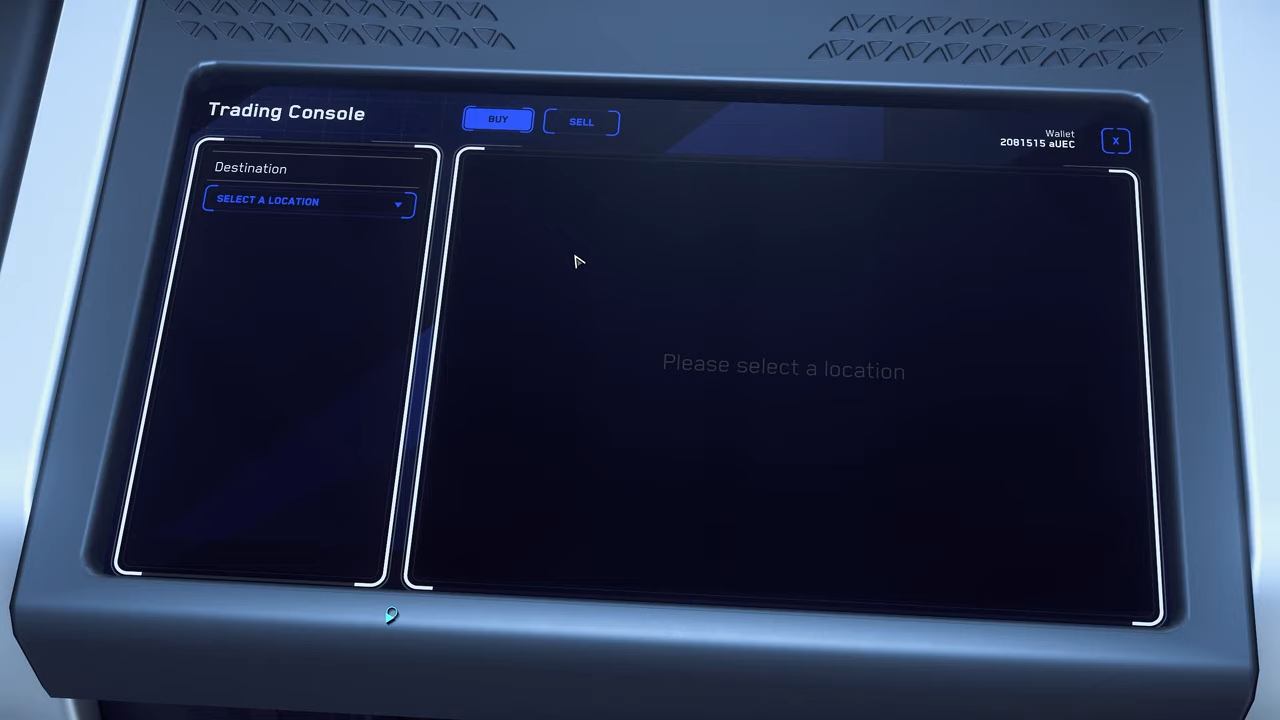 Trading Console
BUY
SELL
Wallet
2081515 aUEC
X
Destination
SELECT A LOCATION
Please select a location